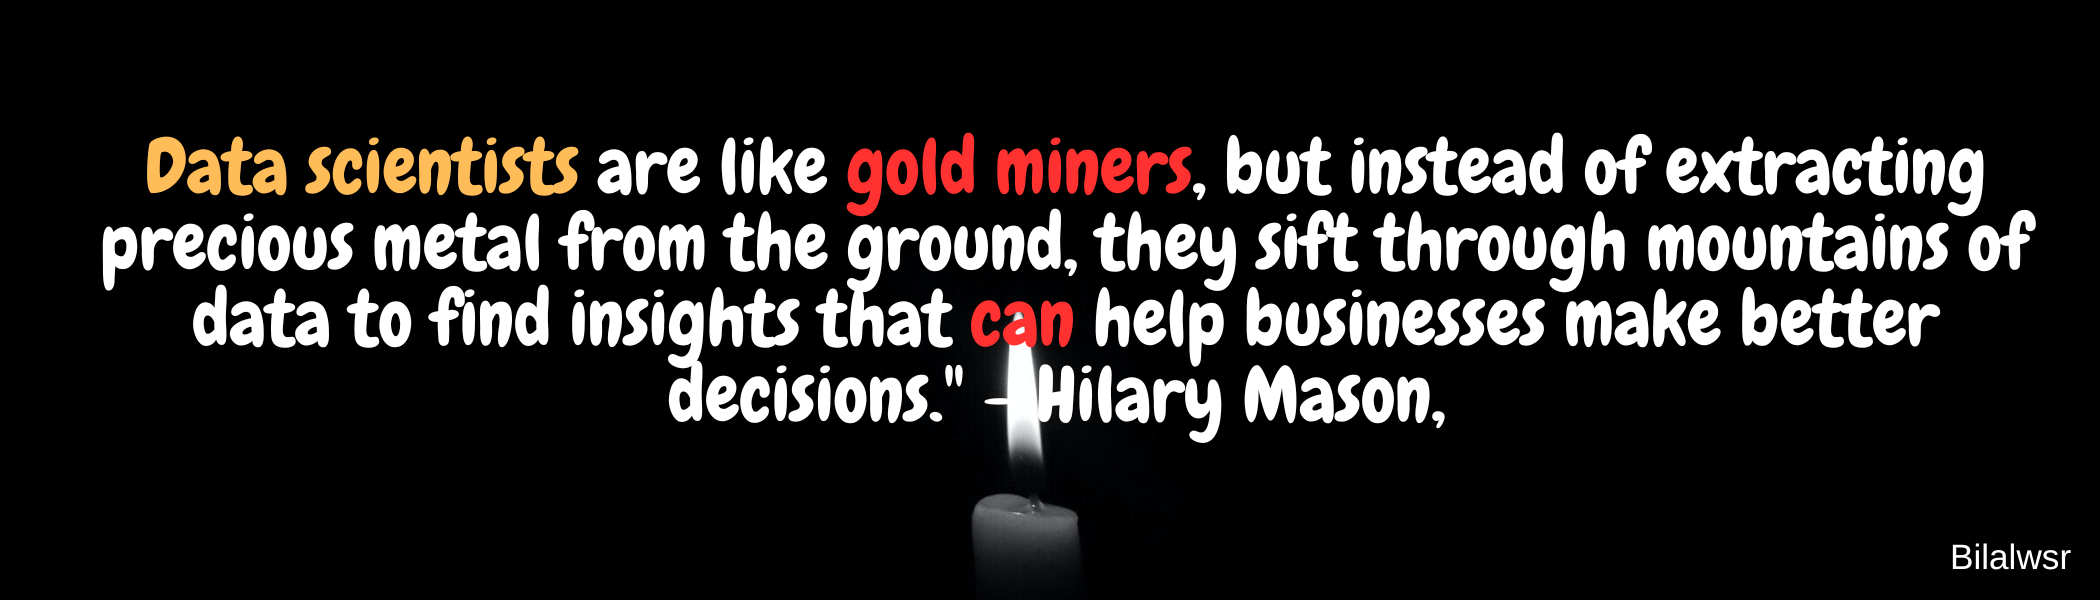 Data scientists are like gold miners, but instead of extracting
precious metal from the ground, they sift through mountains of
data to find insights that can help businesses make better
decisions." - Hilary Mason,
Bilalwsr